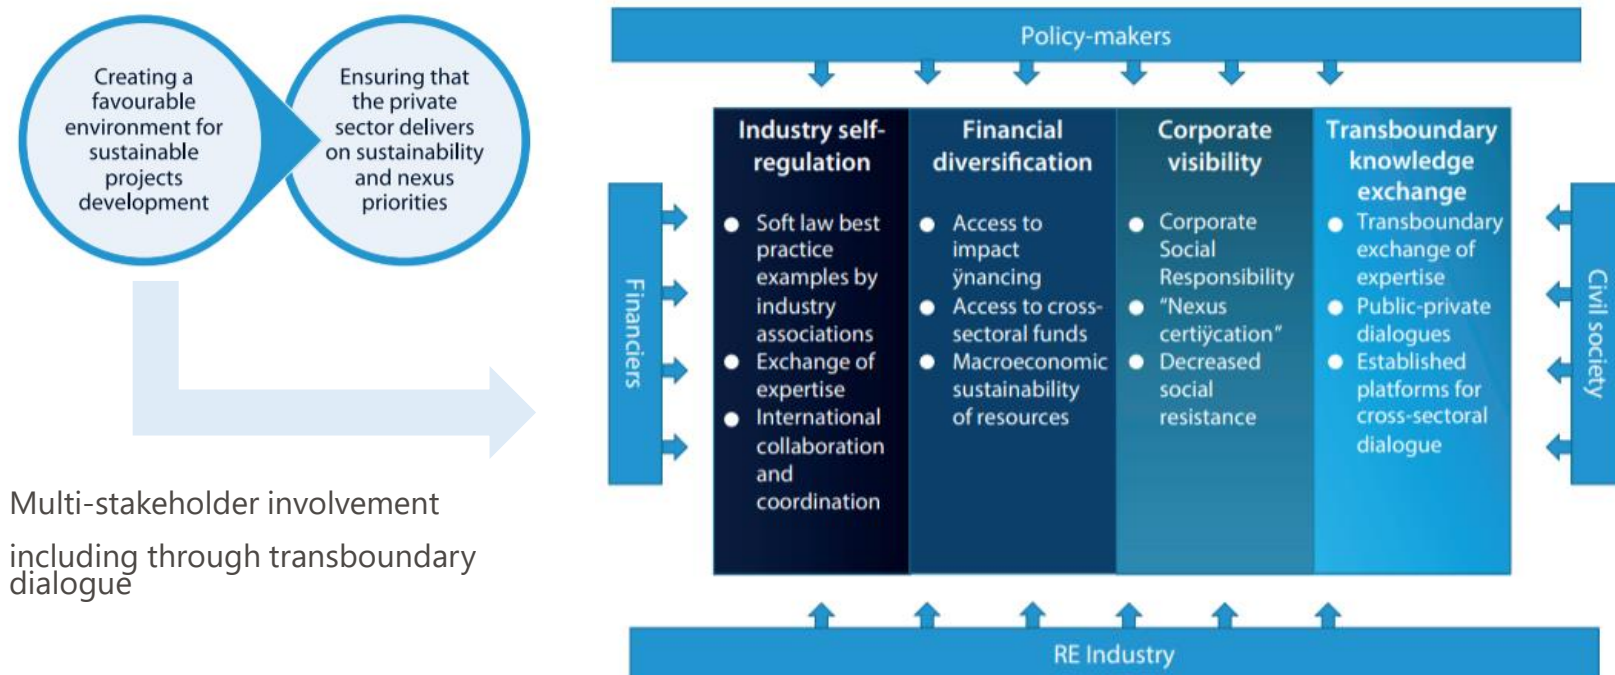 Creating a
favourable
environment for
sustainable
projects
development
Ensuring that
the private
sector delivers
on sustainability
and nexus
priorities
Multi-stakeholder involvement
including through transboundary
dialogue
Policy-makers
Financiers
Industry self-
regulation
Soft law best
practice
examples by
industry
associations
Exchange of
expertise
International
collaboration
and
coordination
Financial
diversification
Access to
impact
ÿnancing
Access to cross-
sectoral funds
Macroeconomic
sustainability
of resources
Corporate
visibility
Corporate
Social
Responsibility
“Nexus
certiÿcation”
Decreased
social
resistance
Transboundary
knowledge
exchange
Transboundary
exchange of
expertise
Public-private
dialogues
Established
platforms for
cross-sectoral
dialogue
Civil society
RE Industry